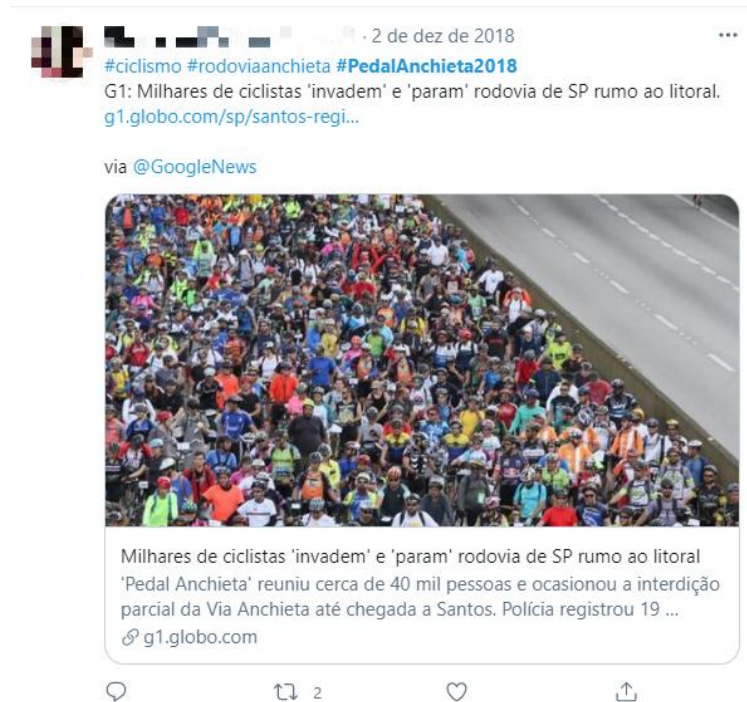 · 2 de dez de 2018
#ciclismo #rodoviaanchieta #PedalAnchieta2018
G1: Milhares de ciclistas 'invadem' e 'param' rodovia de SP rumo ao litoral.
g1.globo.com/sp/santos-regi...
via @GoogleNews
Milhares de ciclistas 'invadem' e 'param' rodovia de SP rumo ao litoral
'Pedal Anchieta' reuniu cerca de 40 mil pessoas e ocasionou a interdição
parcial da Via Anchieta até chegada a Santos. Polícia registrou 19 ...
g1.globo.com
2